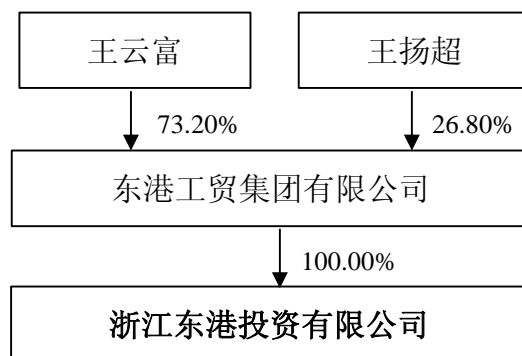 王云富 王扬超
73.20% 26.80%
东港工贸集团有限公司
100.00%
浙江东港投资有限公司